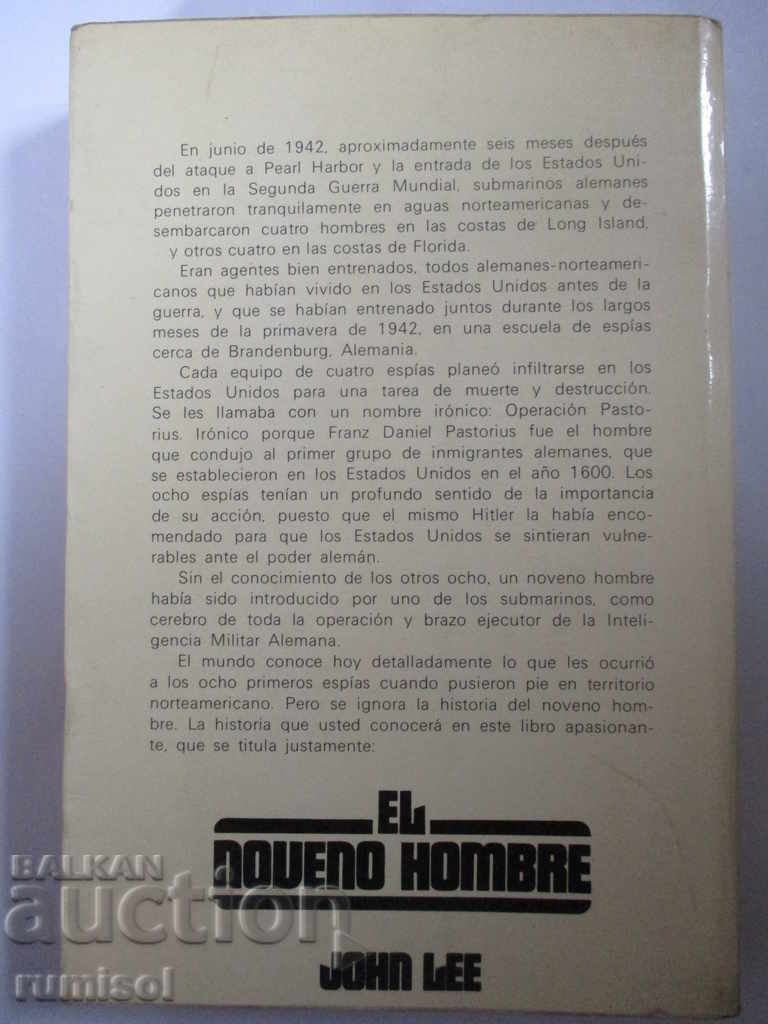 En junio de 1942, aproximadamente seis meses después
del ataque a Pearl Harbor y la entrada de los Estados Uni-
dos en la Segunda Guerra Mundial, submarinos alemanes
penetraron tranquilamente en aguas norteamericanas y de-
sembarcaron cuatro hombres en las costas de Long Island,
y otros cuatro en las costas de Florida.
Eran agentes bien entrenados, todos alemanes-norteameri-
canos que habían vivido en los Estados Unidos antes de la
guerra, y que se habían entrenado juntos durante los largos
meses de la primavera de 1942, en una escuela de espías
cerca de Brandenburg, Alemania.
Cada equipo de cuatro espías planeó infiltrarse en los
Estados Unidos para una tarea de muerte y destrucción.
Se les llamaba con un nombre irónico: Operación Pasto-
rius. Irónico porque Franz Daniel Pastorius fue el hombre
que condujo al primer grupo de inmigrantes alemanes, que
se establecieron en los Estados Unidos en el año 1600. Los
ocho espías tenían un profundo sentido de la importancia
de su acción, puesto que el mismo Hitler la había enco-
mendado para que los Estados Unidos se sintieran vulne-
rables ante el poder alemán.
Sin el conocimiento de los otros ocho, un noveno hombre
había sido introducido por uno de los submarinos, como
cerebro de toda la operación y brazo ejecutor de la Inteli-
gencia Militar Alemana.
El mundo conoce hoy detalladamente lo que les ocurrió
a los ocho primeros espías cuando pusieron pie en territorio
norteamericano. Pero se ignora la historia del noveno hom-
bre. La historia que usted conocerá en este libro apasionan-
te, que se titula justamente:
EL
NOVENO HOMBRE
JOHN LEE
BALKAN
auction
rumisol